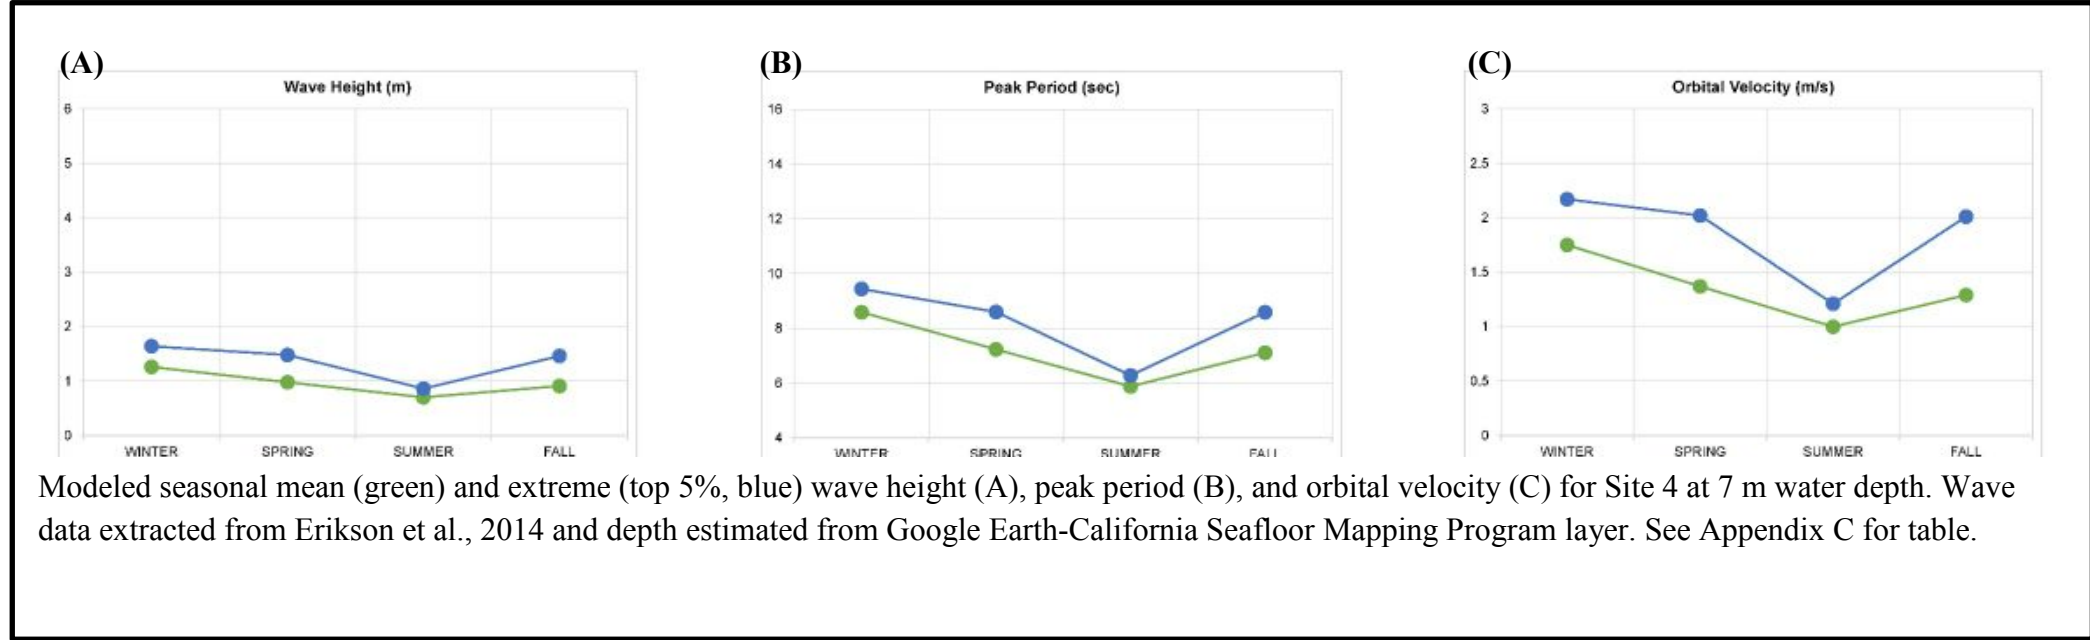 (A)
Wave Height (m)
6
5
4
3
2
1
0
WINTER SPRING SUMMER FALL
(B)
Peak Period (sec)
16
14
12
10
8
6
4
WINTER SPRING SUMMER FALL
(C)
Orbital Velocity (m/s)
3
2.5
2
1.5
1
0.5
0
WINTER SPRING SUMMER FALL
Modeled seasonal mean (green) and extreme (top 5%, blue) wave height (A), peak period (B), and orbital velocity (C) for Site 4 at 7 m water depth. Wave
data extracted from Erikson et al., 2014 and depth estimated from Google Earth-California Seafloor Mapping Program layer. See Appendix C for table.